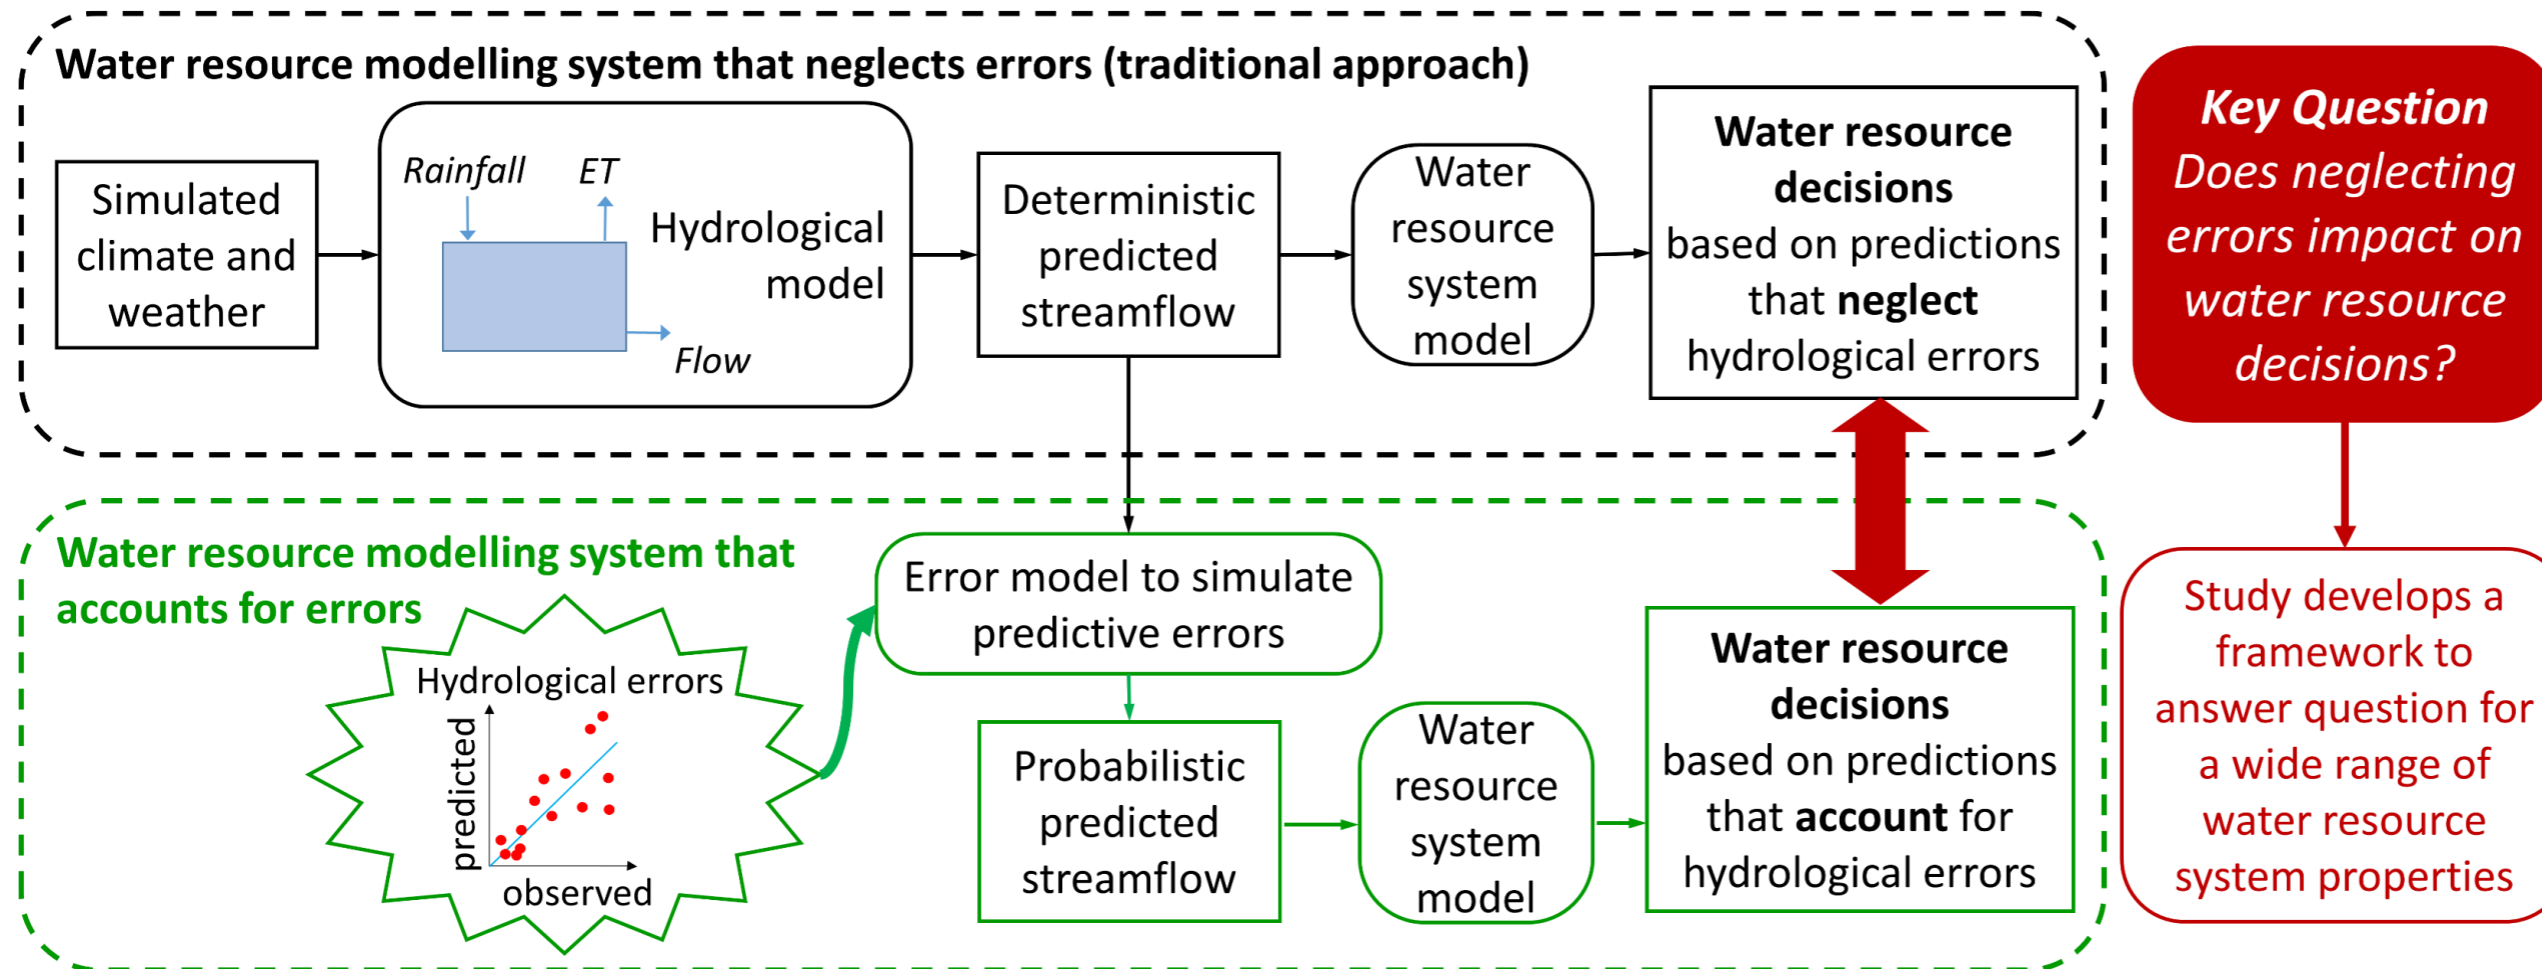 Water resource modelling system that neglects errors (traditional approach)
Simulated
climate and
weather
Rainfall
ET
Hydrological
model
Flow
Deterministic
predicted
streamflow
Water
resource
system
model
Water resource
decisions
based on predictions
that neglect
hydrological errors
Key Question
Does neglecting
errors impact on
water resource
decisions?
Water resource modelling system that
accounts for errors
Hydrological errors
predicted
observed
Error model to simulate
predictive errors
Probabilistic
predicted
streamflow
Water
resource
system
model
Water resource
decisions
based on predictions
that account for
hydrological errors
Study develops a
framework to
answer question for
a wide range of
water resource
system properties